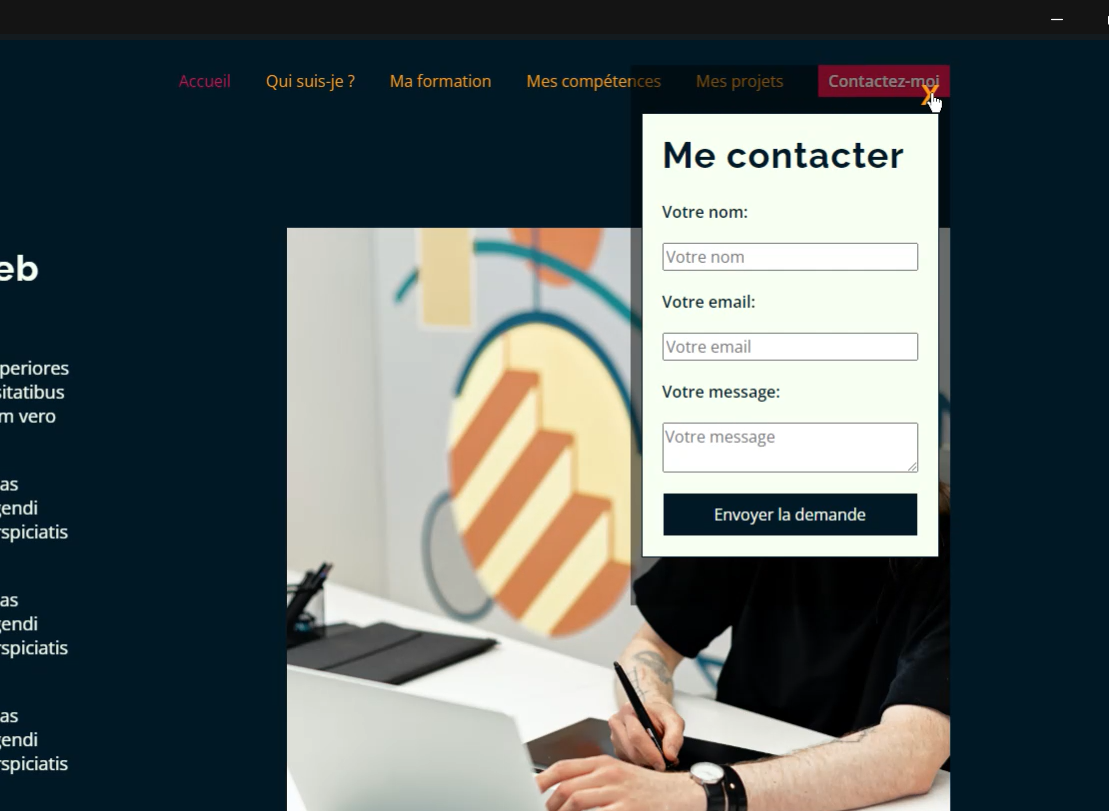 Accueil
Qui suis-je ?
Ma formation
Mes compétences
Mes projets
Contactez-moi
X
Me contacter
Votre nom:
Votre nom
Votre email:
Votre email
Votre message:
Votre message
Envoyer la demande
eb
periores
sitatibus
m vero
as
gendi
rspiciatis
as
gendi
rspiciatis
as
gendi
rspiciatis